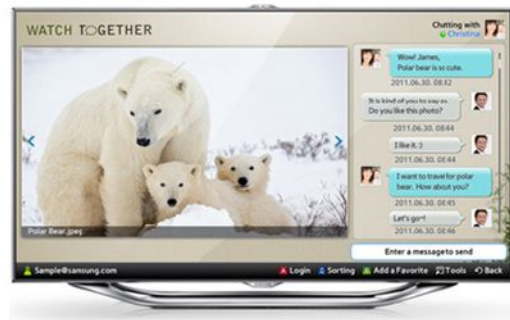 WATCH TOGETHER
Chatting with
Christina
Wow! James,
Polar bear is so cute.
2011.06.30. 08:42
It is kind of you to say so.
Do you like this photo?
2011.06.30. 08:44
I like it. :)
2011.06.30. 08:44
I want to travel for polar
bear. How about you?
2011.06.30. 08:45
Let's go~!
2011.06.30. 08:46
Polar Bear.jpeg
Enter a message to send
Sample@samsung.com
A Login
Sorting
Add a Favorite
Tools
Back